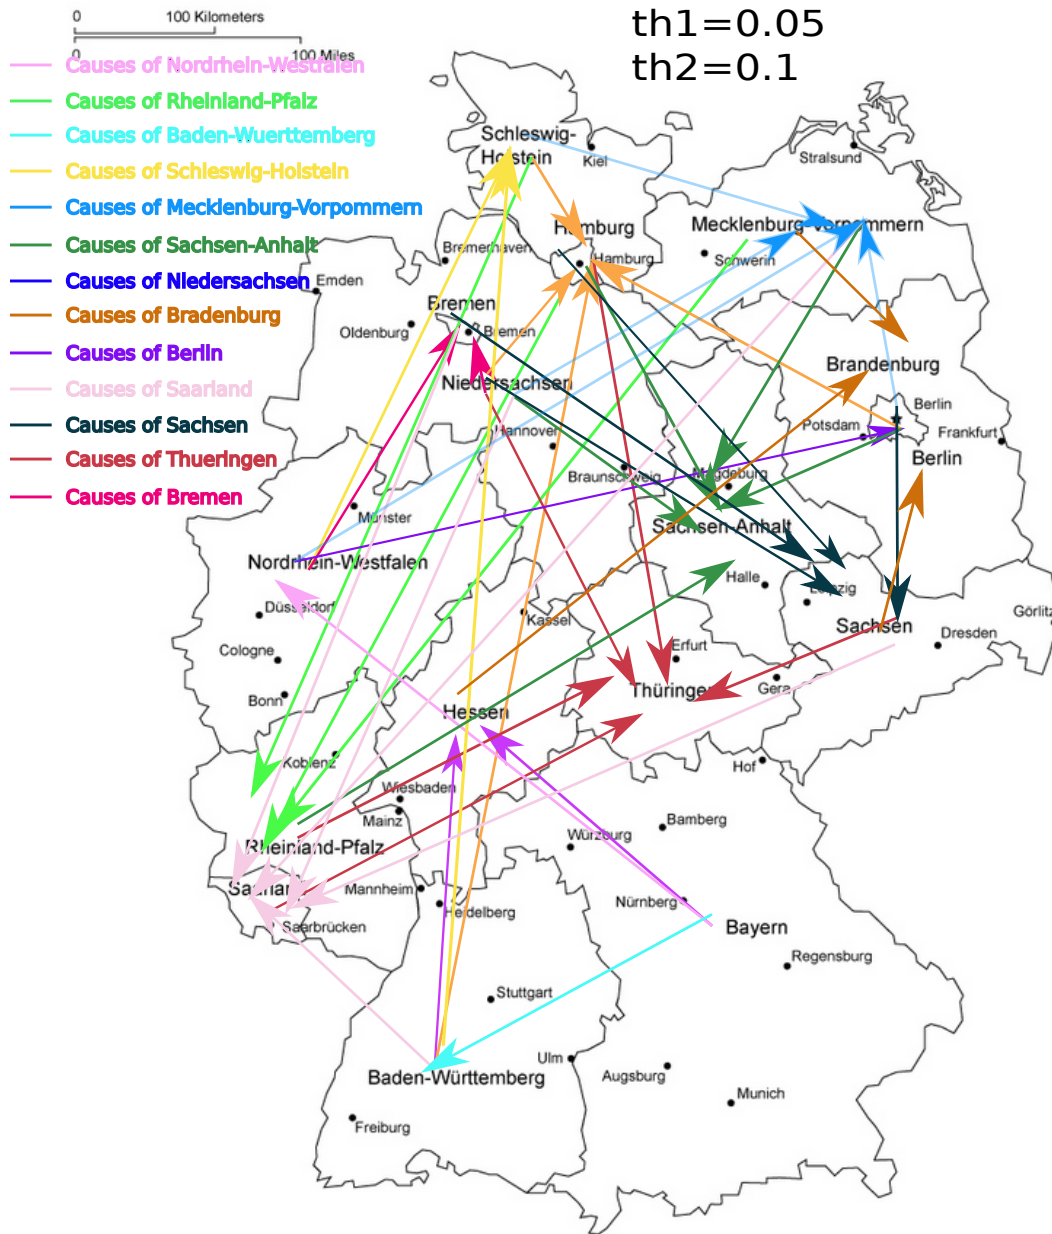 0 100 Kilometers
0 100 Miles
th1=0.05
th2=0.1
Causes of Nordrhein-Westfalen
Causes of Rheinland-Pfalz
Causes of Baden-Wuerttemberg
Causes of Schleswig-Holstein
Causes of Mecklenburg-Vorpommern
Causes of Sachsen-Anhalt
Causes of Niedersachsen
Causes of Bradenburg
Causes of Berlin
Causes of Saarland
Causes of Sachsen
Causes of Thueringen
Causes of Bremen
Schleswig-
Holstein
Kiel
Stralsund
Hamburg
Mecklenburg-Vorpommern
Bremerhaven
Hamburg
Schwerin
Emden
Bremen
Oldenburg
Bremen
Niedersachsen
Brandenburg
Berlin
Potsdam
Frankfurt
Hannover
Berlin
Braunschweig
Magdeburg
Münster
Sachsen-Anhalt
Nordrhein-Westfalen
Halle
Leipzig
Düsseldorf
Kassel
Sachsen
Görlitz
Dresden
Cologne
Erfurt
Bonn
Thüringen
Gera
Hessen
Koblenz
Hof
Wiesbaden
Mainz
Bamberg
Würzburg
Rheinland-Pfalz
Saarland
Mannheim
Heidelberg
Nürnberg
Saarbrücken
Bayern
Regensburg
Stuttgart
Ulm
Baden-Württemberg
Augsburg
Munich
Freiburg